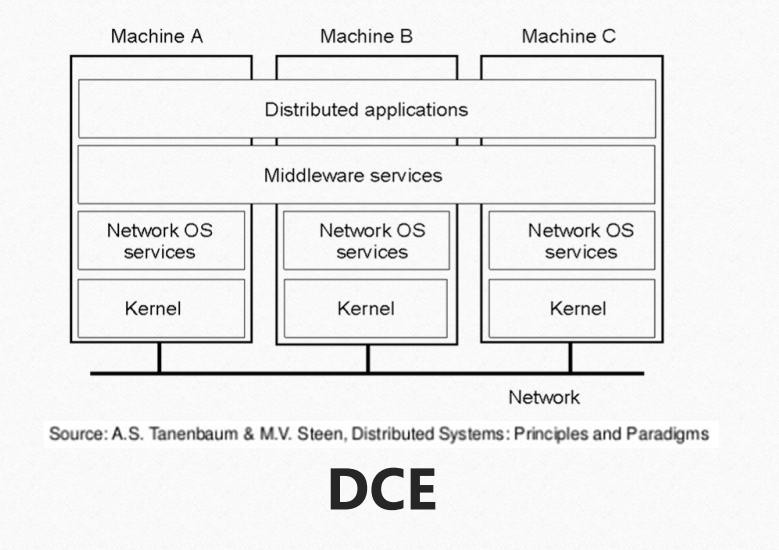 Machine A
Machine B
Machine C
Distributed applications
Middleware services
Network OS
services
Network OS
services
Network OS
services
Kernel
Kernel
Kernel
Network
Source: A.S. Tanenbaum & M.V. Steen, Distributed Systems: Principles and Paradigms
DCE